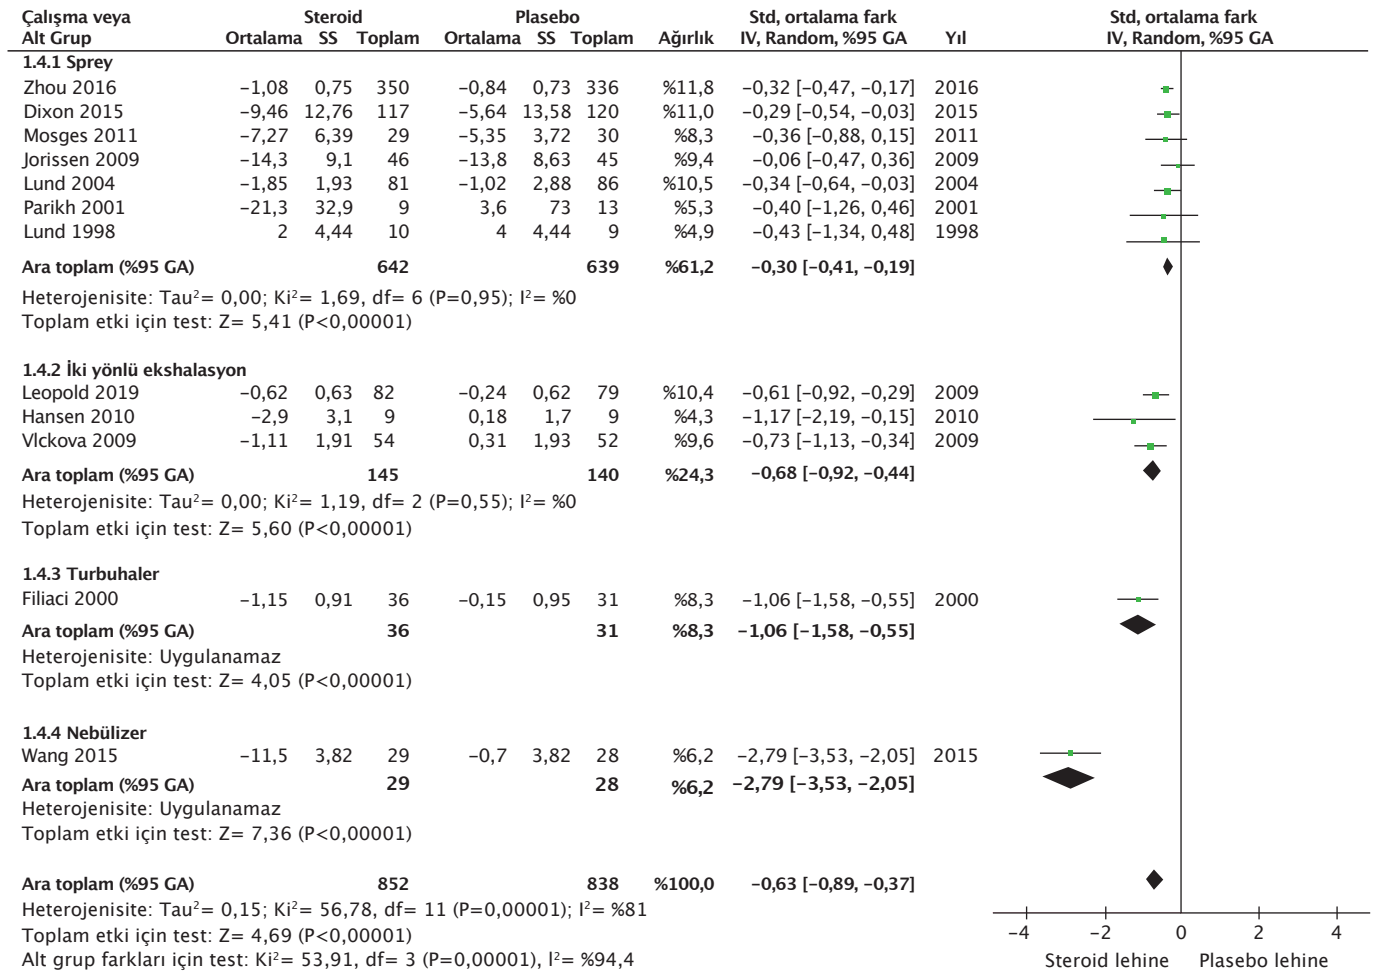 Çalışma veya Steroid Plasebo Std, ortalama fark Std, ortalama fark
Alt Grup Ortalama SS Toplam Ortalama SS Toplam Ağırlık IV, Random, %95 GA Yıl IV, Random, %95 GA
1.4.1 Sprey
Zhou 2016 −1,08 0,75 350 −0,84 0,73 336 %11,8 −0,32 [−0,47, −0,17] 2016
Dixon 2015 −9,46 12,76 117 −5,64 13,58 120 %11,0 −0,29 [−0,54, −0,03] 2015
Mosges 2011 −7,27 6,39 29 −5,35 3,72 30 %8,3 −0,36 [−0,88, 0,15] 2011
Jorissen 2009 −14,3 9,1 46 −13,8 8,63 45 %9,4 −0,06 [−0,47, 0,36] 2009
Lund 2004 −1,85 1,93 81 −1,02 2,88 86 %10,5 −0,34 [−0,64, −0,03] 2004
Parikh 2001 −21,3 32,9 9 3,6 73 13 %5,3 −0,40 [−1,26, 0,46] 2001
Lund 1998 2 4,44 10 4 4,44 9 %4,9 −0,43 [−1,34, 0,48] 1998
Ara toplam (%95 GA) 642 639 %61,2 −0,30 [−0,41, −0,19]
Heterojenisite: Tau²= 0,00; Ki²= 1,69, df= 6 (P=0,95); I²= %0
Toplam etki için test: Z= 5,41 (P<0,00001)
1.4.2 İki yönlü ekshalasyon
Leopold 2019 −0,62 0,63 82 −0,24 0,62 79 %10,4 −0,61 [−0,92, −0,29] 2009
Hansen 2010 −2,9 3,1 9 0,18 1,7 9 %4,3 −1,17 [−2,19, −0,15] 2010
Vlckova 2009 −1,11 1,91 54 0,31 1,93 52 %9,6 −0,73 [−1,13, −0,34] 2009
Ara toplam (%95 GA) 145 140 %24,3 −0,68 [−0,92, −0,44]
Heterojenisite: Tau²= 0,00; Ki²= 1,19, df= 2 (P=0,55); I²= %0
Toplam etki için test: Z= 5,60 (P<0,00001)
1.4.3 Turbuhaler
Filiaci 2000 −1,15 0,91 36 −0,15 0,95 31 %8,3 −1,06 [−1,58, −0,55] 2000
Ara toplam (%95 GA) 36 31 %8,3 −1,06 [−1,58, −0,55]
Heterojenisite: Uygulanamaz
Toplam etki için test: Z= 4,05 (P<0,00001)
1.4.4 Nebülizer
Wang 2015 −11,5 3,82 29 −0,7 3,82 28 %6,2 −2,79 [−3,53, −2,05] 2015
Ara toplam (%95 GA) 29 28 %6,2 −2,79 [−3,53, −2,05]
Heterojenisite: Uygulanamaz
Toplam etki için test: Z= 7,36 (P<0,00001)
Ara toplam (%95 GA) 852 838 %100,0 −0,63 [−0,89, −0,37]
Heterojenisite: Tau²= 0,15; Ki²= 56,78, df= 11 (P=0,00001); I²= %81
Toplam etki için test: Z= 4,69 (P<0,00001) −4 −2 0 2 4
Alt grup farkları için test: Ki²= 53,91, df= 3 (P=0,00001), I²= %94,4 Steroid lehine Plasebo lehine